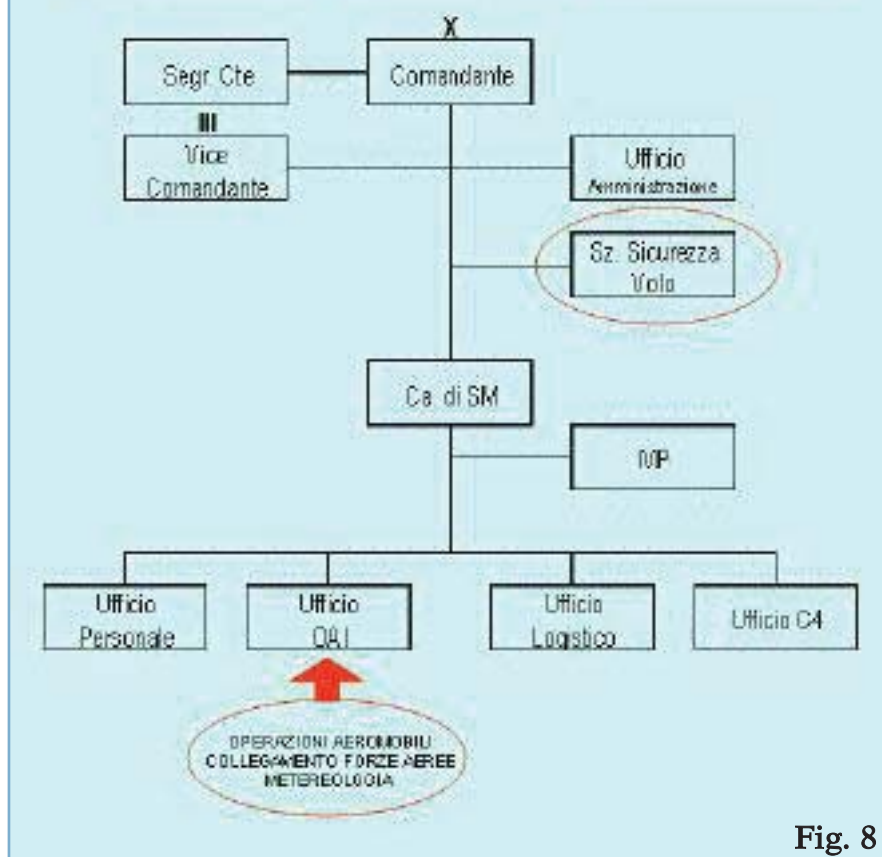 X
Segr. Cte
Comandante
III
Vice
Comandante
Ufficio
Amministrazione
Sz. Sicurezza
Volo
Ca. di SM
MP
Ufficio
Personale
Ufficio
OAI
Ufficio
Logistico
Ufficio C4
OPERAZIONI AEROMOBILI
COLLEGAMENTO FORZE AEREE
METEREOLOGIA
Fig. 8